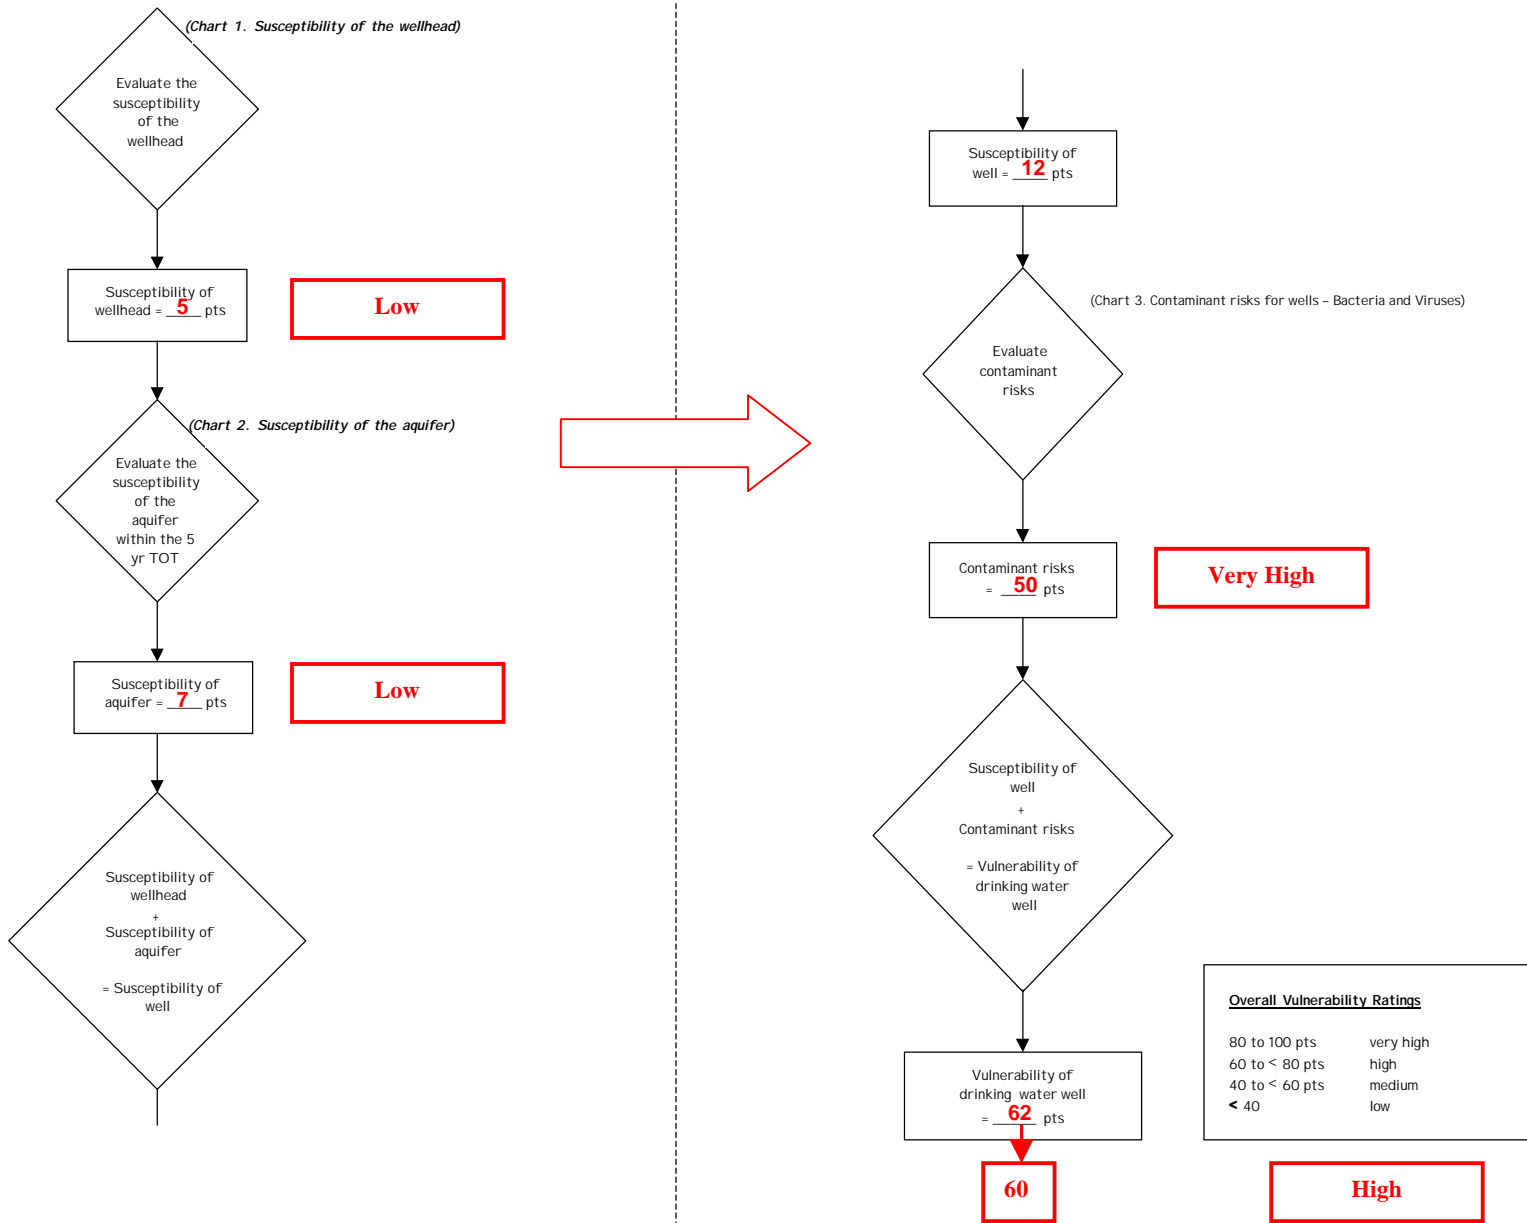 (Chart 1. Susceptibility of the wellhead)
Evaluate the
susceptibility
of the
wellhead
Susceptibility of
wellhead = 5 pts
Low
(Chart 2. Susceptibility of the aquifer)
Evaluate the
susceptibility
of the
aquifer
within the 5
yr TOT
Susceptibility of
aquifer = 7 pts
Low
Susceptibility of
wellhead
+
Susceptibility of
aquifer
= Susceptibility of
well
Susceptibility of
well = 12 pts
(Chart 3. Contaminant risks for wells – Bacteria and Viruses)
Evaluate
contaminant
risks
Contaminant risks
= 50 pts
Very High
Susceptibility of
well
+
Contaminant risks
= Vulnerability of
drinking water
well
Vulnerability of
drinking water well
= 62 pts
60
Overall Vulnerability Ratings
80 to 100 pts very high
60 to < 80 pts high
40 to < 60 pts medium
< 40 low
High